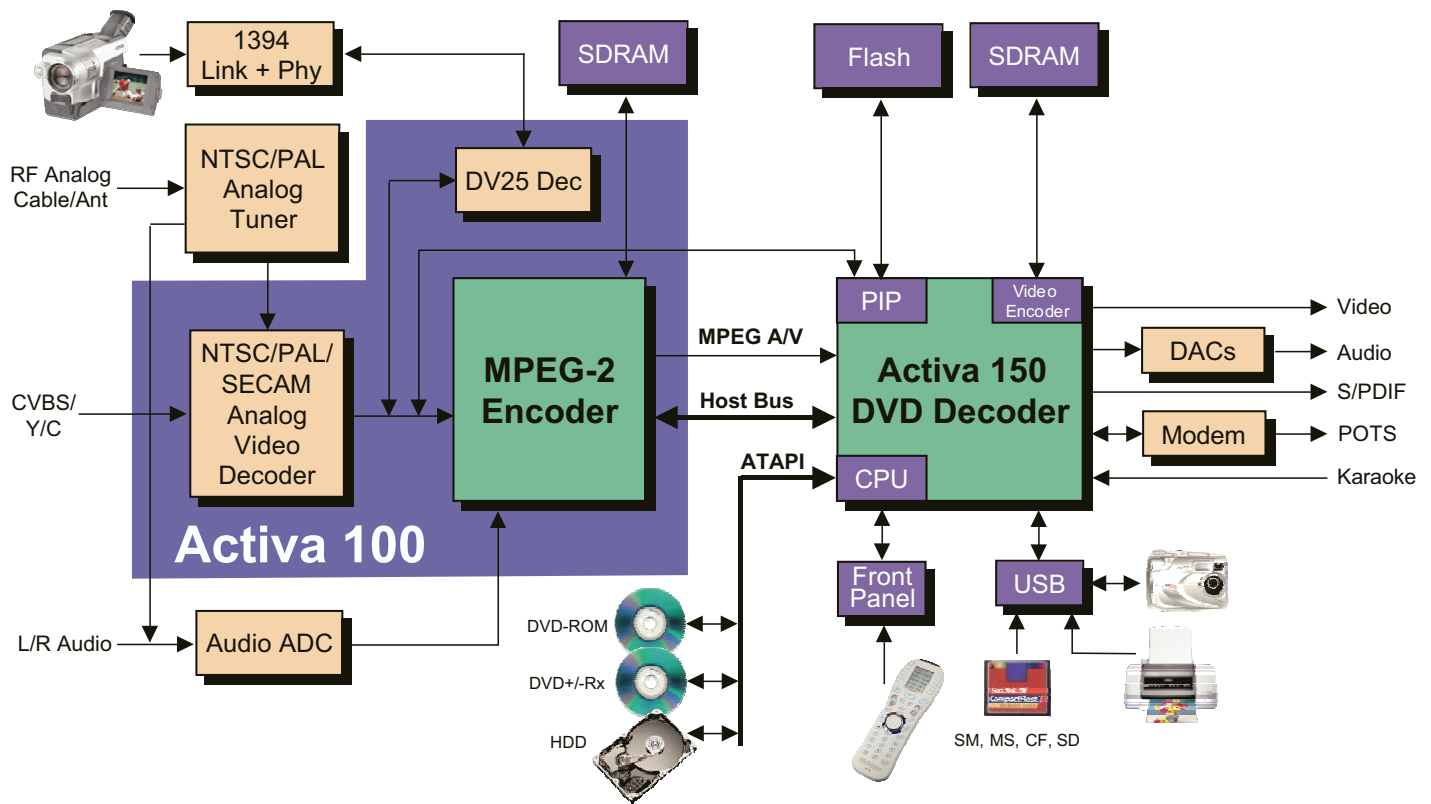 1394
Link + Phy
SDRAM
Flash
SDRAM
RF Analog
Cable/Ant
NTSC/PAL
Analog
Tuner
DV25 Dec
PIP
Video
Encoder
Video
NTSC/PAL/
SECAM
Analog
Video
Decoder
MPEG-2
Encoder
MPEG A/V
Host Bus
ATAPI
Activa 150
DVD Decoder
CPU
DACs
Audio
S/PDIF
Modem
POTS
Karaoke
CVBS/
Y/C
Activa 100
Front
Panel
USB
L/R Audio
Audio ADC
DVD-ROM
DVD+/-Rx
HDD
SanDisk
CompactFlash
SM, MS, CF, SD